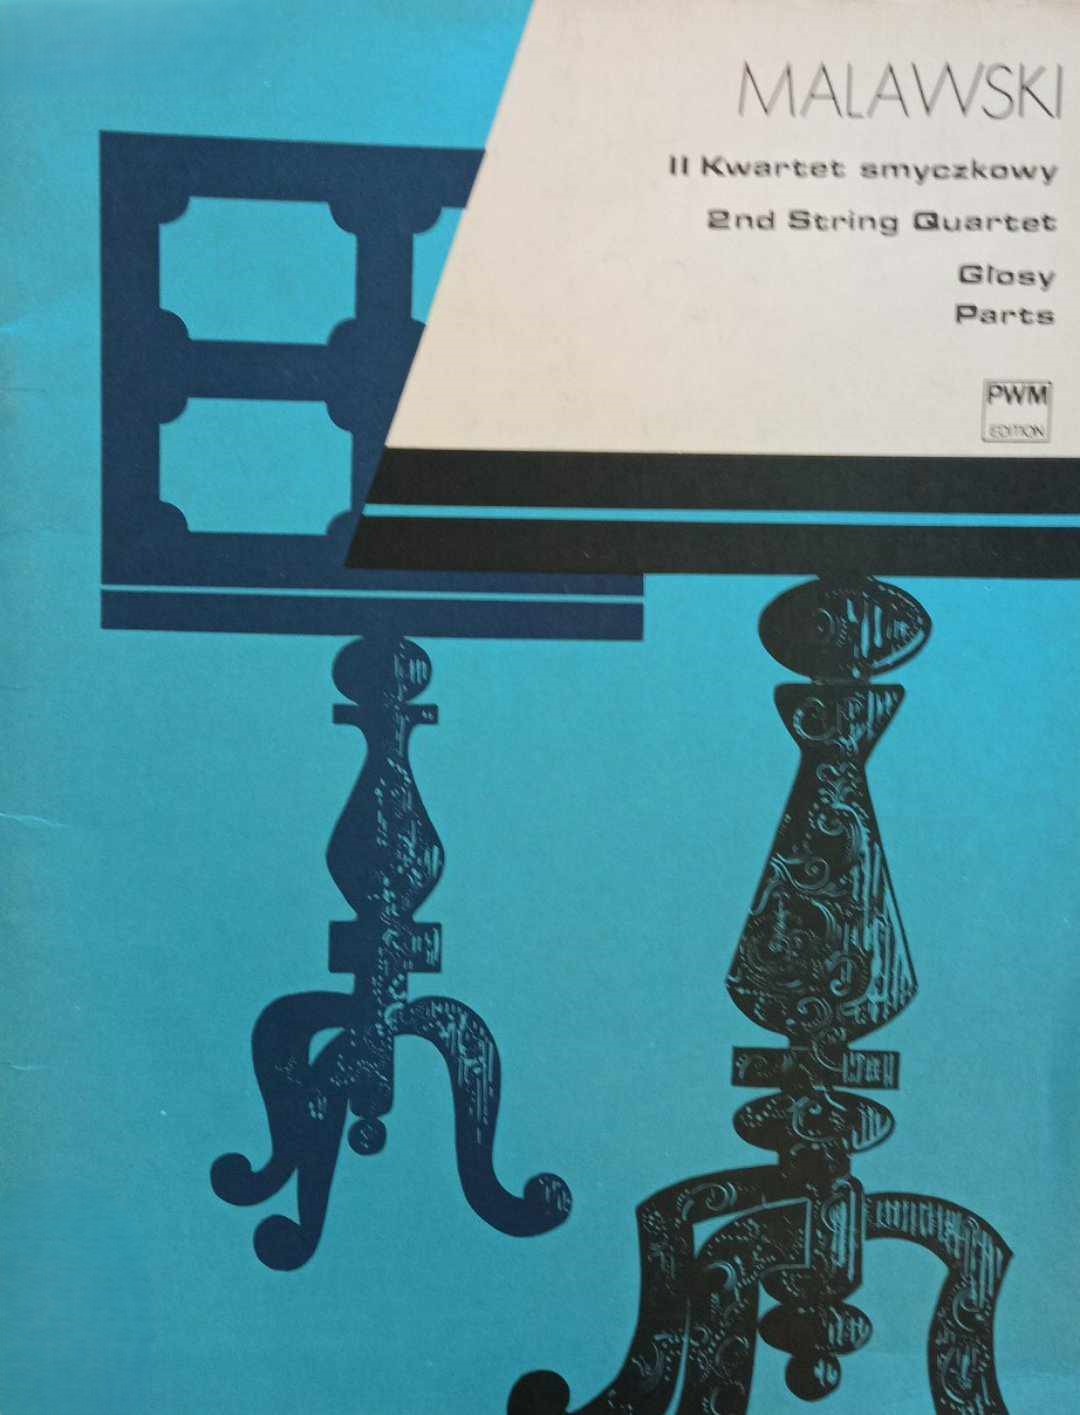 MALAWSKI
II Kwartet smyczkowy
2nd String Quartet
Głosy
Parts
PWM
EDITION